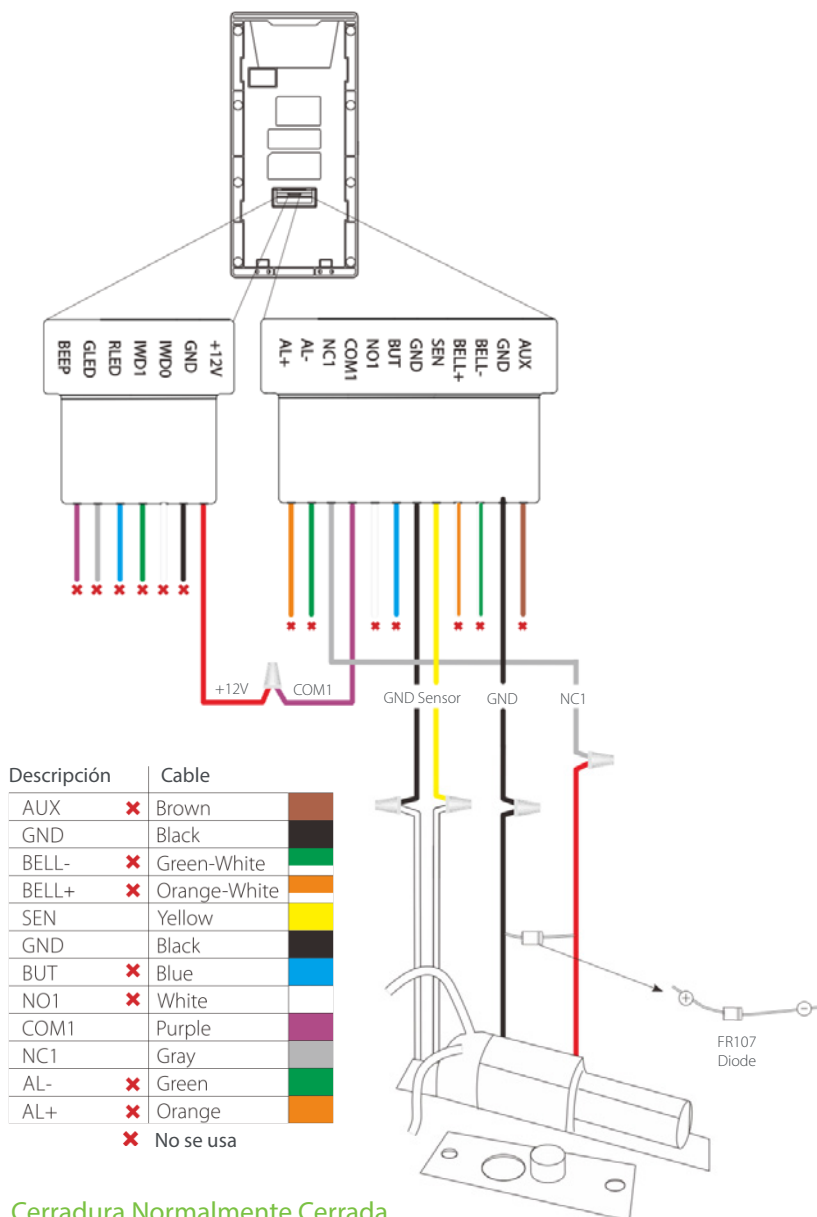 BEEP
GLED
RLED
IWD1
IWD0
GND
+12V
AL+
AL-
NC1
COM1
NO1
BUT
GND
SEN
BELL+
BELL-
GND
AUX
+12V
COM1
GND Sensor
GND
NC1
Descripción Cable
AUX Brown
GND Black
BELL- Green-White
BELL+ Orange-White
SEN Yellow
GND Black
BUT Blue
NO1 White
COM1 Purple
NC1 Gray
AL- Green
AL+ Orange
No se usa
FR107
Diode
Cerradura Normalmente Cerrada